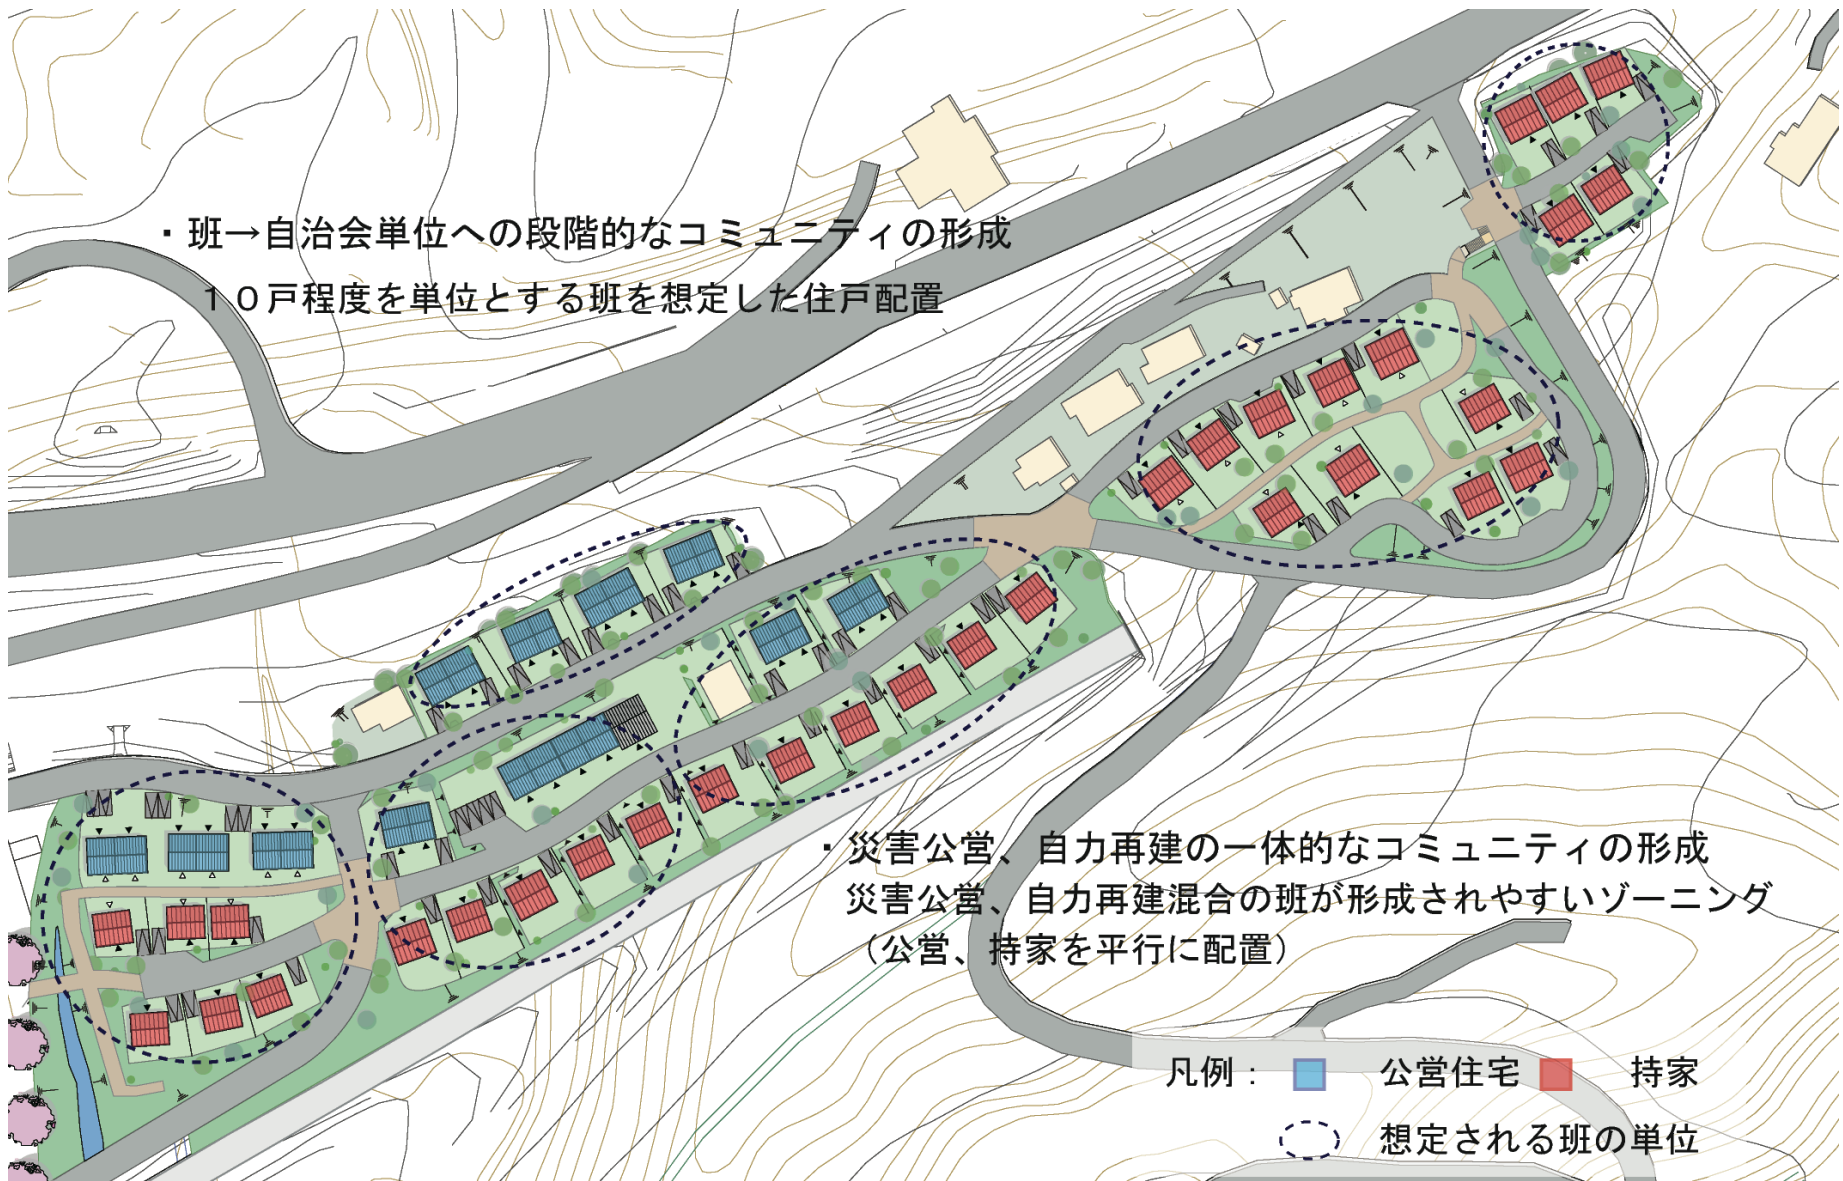 ・班→自治会単位への段階的なコミュニティの形成
１０戸程度を単位とする班を想定した住戸配置
・災害公営、自力再建の一体的なコミュニティの形成
災害公営、自力再建混合の班が形成されやすいゾーニング
（公営、持家を平行に配置）
凡例： 公営住宅 持家
想定される班の単位